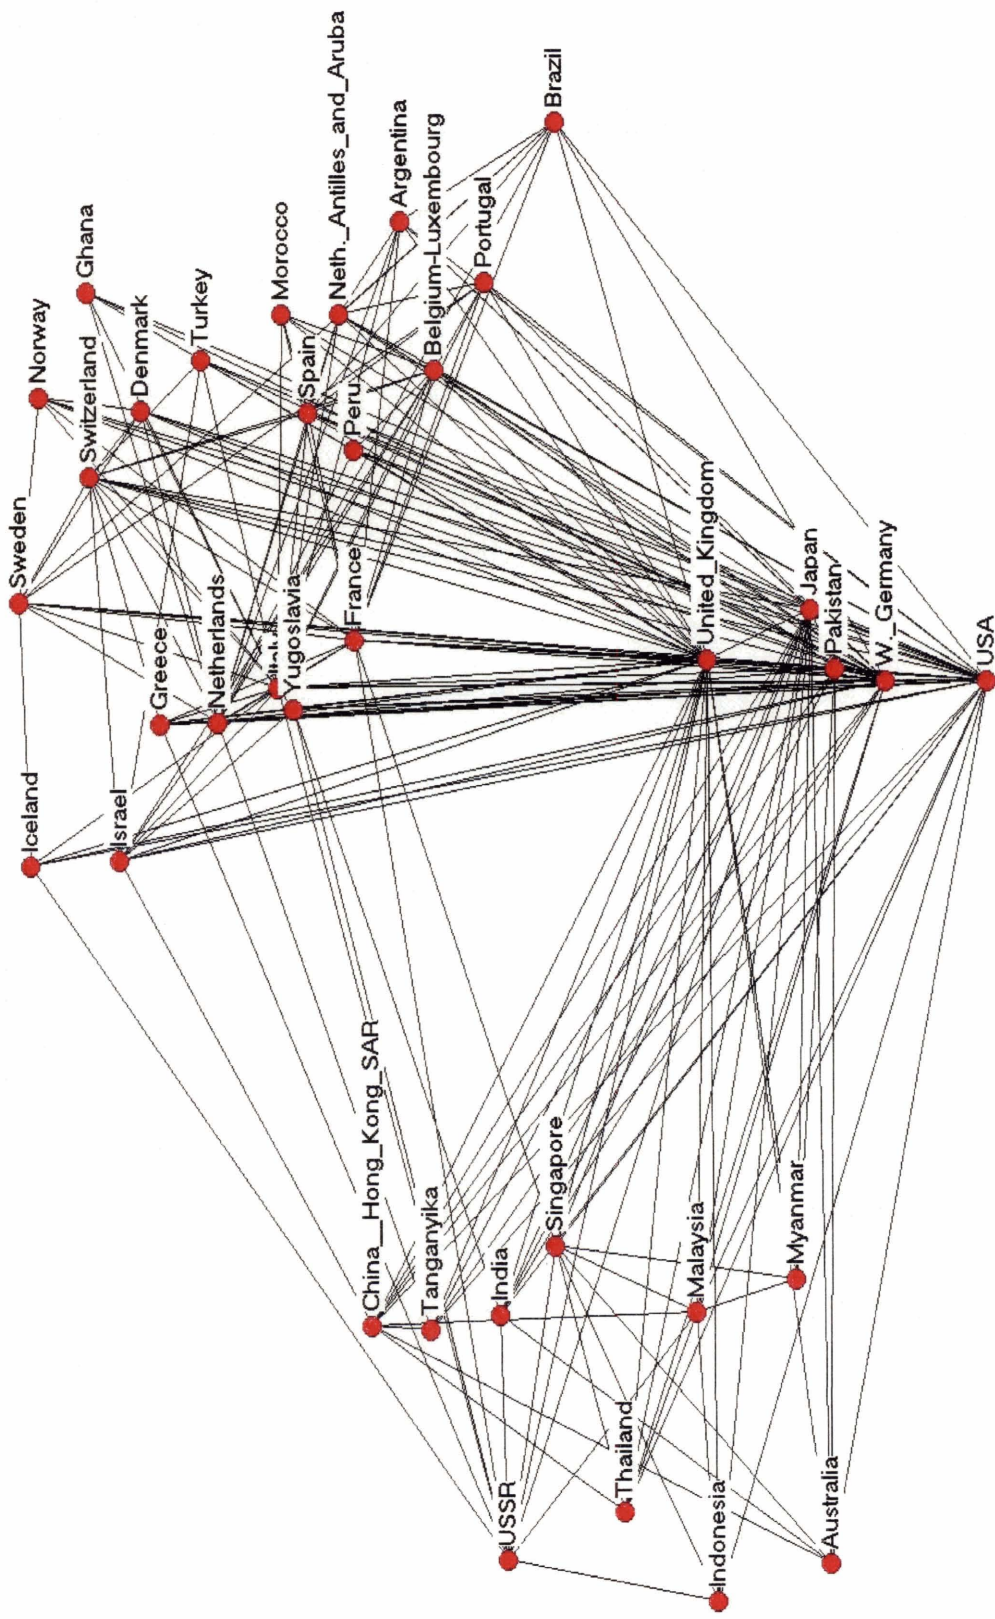 Iceland
Sweden
Norway
Ghana
Israel
Switzerland
Denmark
Greece
Turkey
Netherlands
Yugoslavia
Morocco
Spain
Neth._Antilles_and_Aruba
France
Peru
Argentina
Belgium-Luxembourg
Portugal
Brazil
China__Hong_Kong_SAR
Tanganyika
India
Singapore
USSR
Thailand
Malaysia
Indonesia
Myanmar
Australia
United_Kingdom
Japan
Pakistan
W._Germany
USA